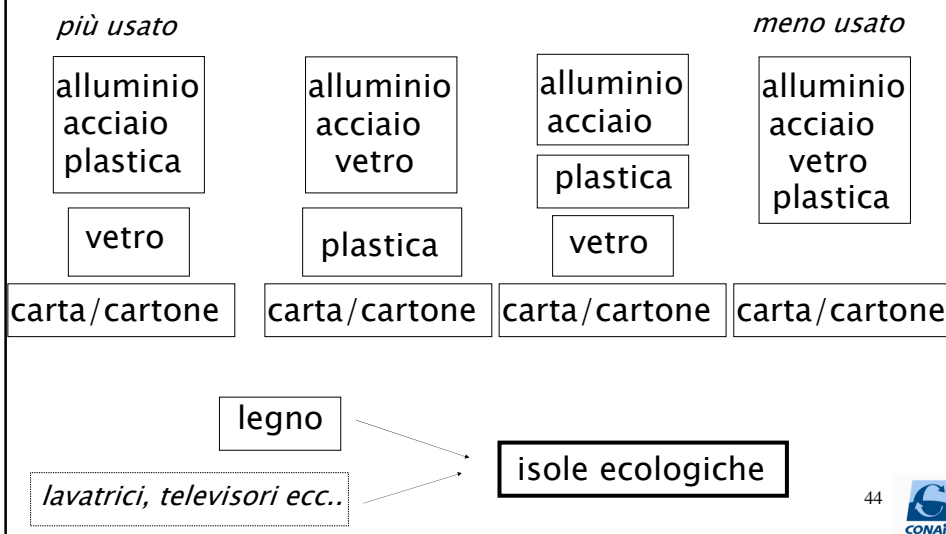 più usato
meno usato
alluminio
acciaio
plastica
vetro
carta/cartone
alluminio
acciaio
vetro
plastica
carta/cartone
alluminio
acciaio
plastica
vetro
carta/cartone
alluminio
acciaio
vetro
plastica
carta/cartone
legno
lavatrici, televisori ecc..
isole ecologiche
44
CONAI